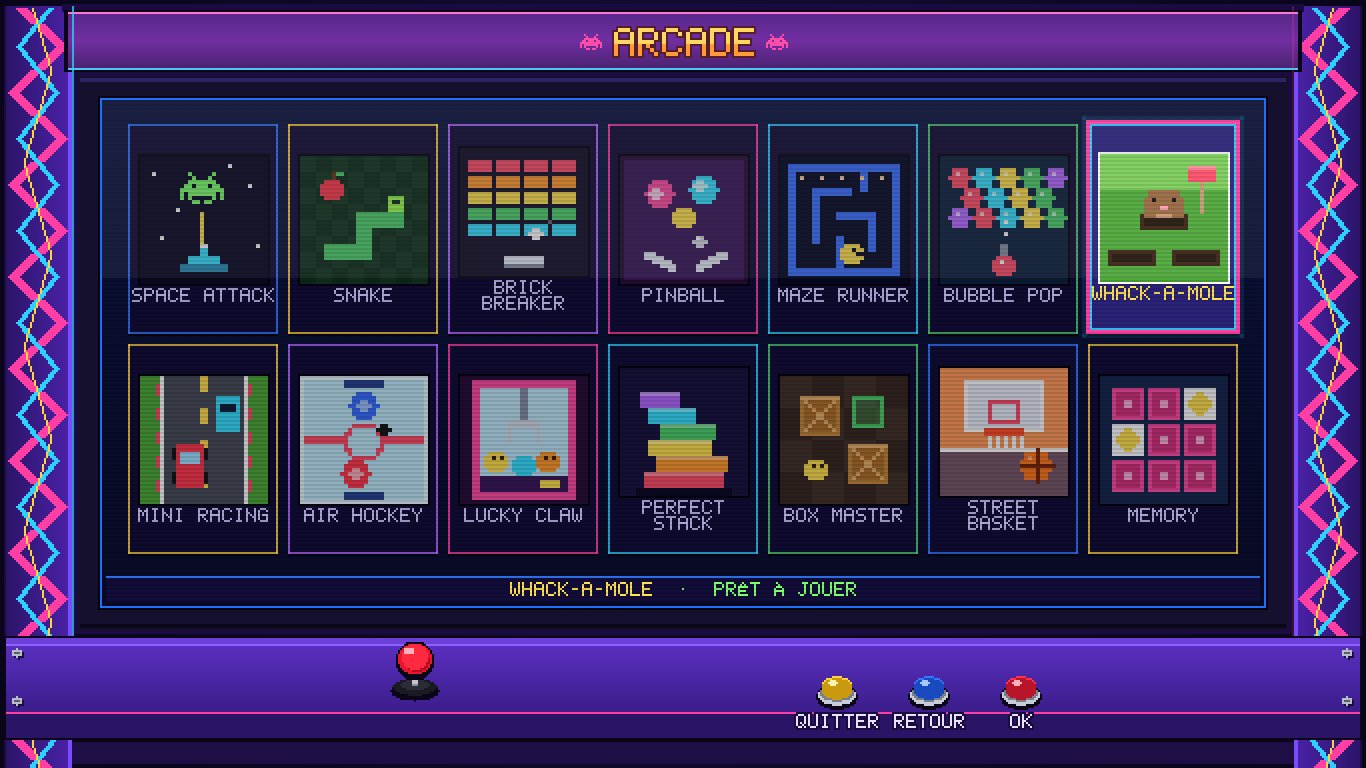 ARCADE
SPACE ATTACK
SNAKE
BRICK
BREAKER
PINBALL
MAZE RUNNER
BUBBLE POP
WHACK-A-MOLE
MINI RACING
AIR HOCKEY
LUCKY CLAW
PERFECT
STACK
BOX MASTER
STREET
BASKET
MEMORY
WHACK-A-MOLE · PRÊT À JOUER
QUITTER RETOUR OK